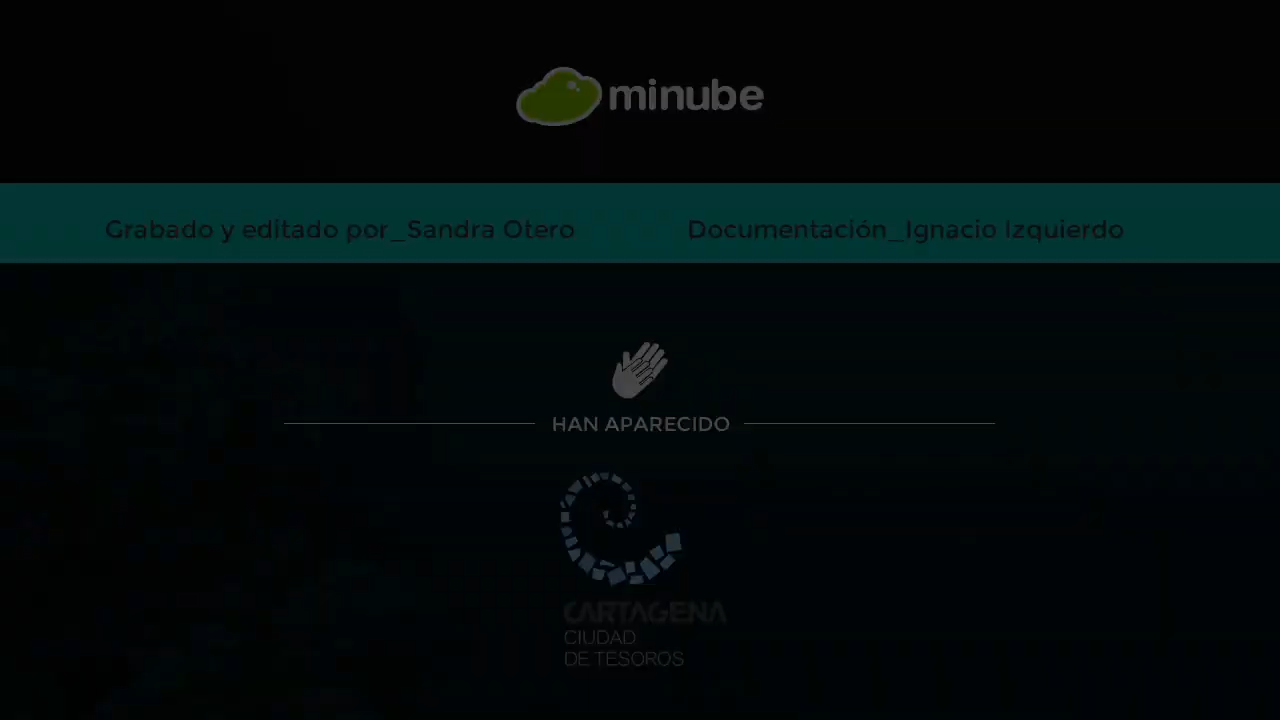 minube
Grabado y editado por_Sandra Otero
Documentación_Ignacio Izquierdo
HAN APARECIDO
CARTAGENA
CIUDAD
DE TESOROS